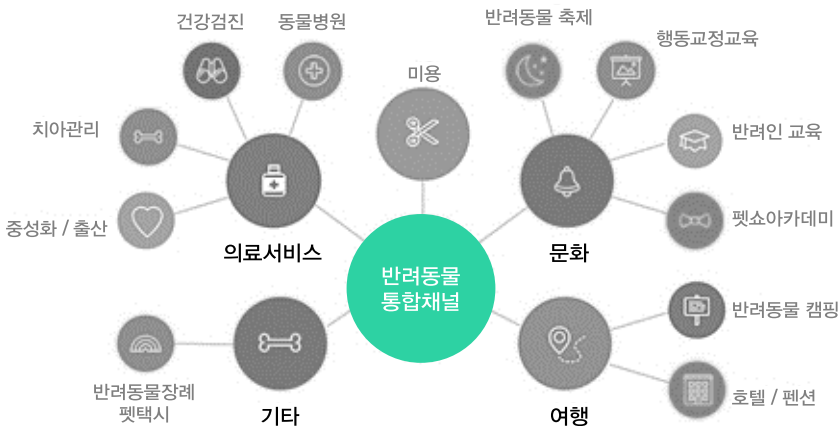 건강검진
동물병원
치아관리
중성화 / 출산
의료서비스
미용
반려동물 축제
행동교정교육
반려인 교육
펫쇼아카데미
문화
반려동물
통합채널
반려동물장례
펫택시
기타
반려동물 캠핑
호텔 / 펜션
여행